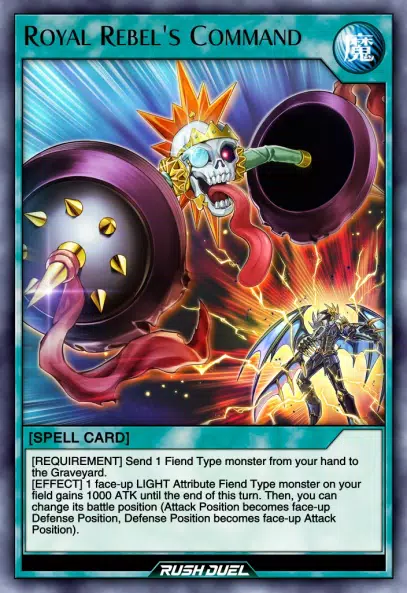 Royal Rebel's Command
魔
[SPELL CARD]
[REQUIREMENT] Send 1 Fiend Type monster from your hand to
the Graveyard.
[EFFECT] 1 face-up LIGHT Attribute Fiend Type monster on your
field gains 1000 ATK until the end of this turn. Then, you can
change its battle position (Attack Position becomes face-up
Defense Position, Defense Position becomes face-up Attack
Position).
RUSH DUEL